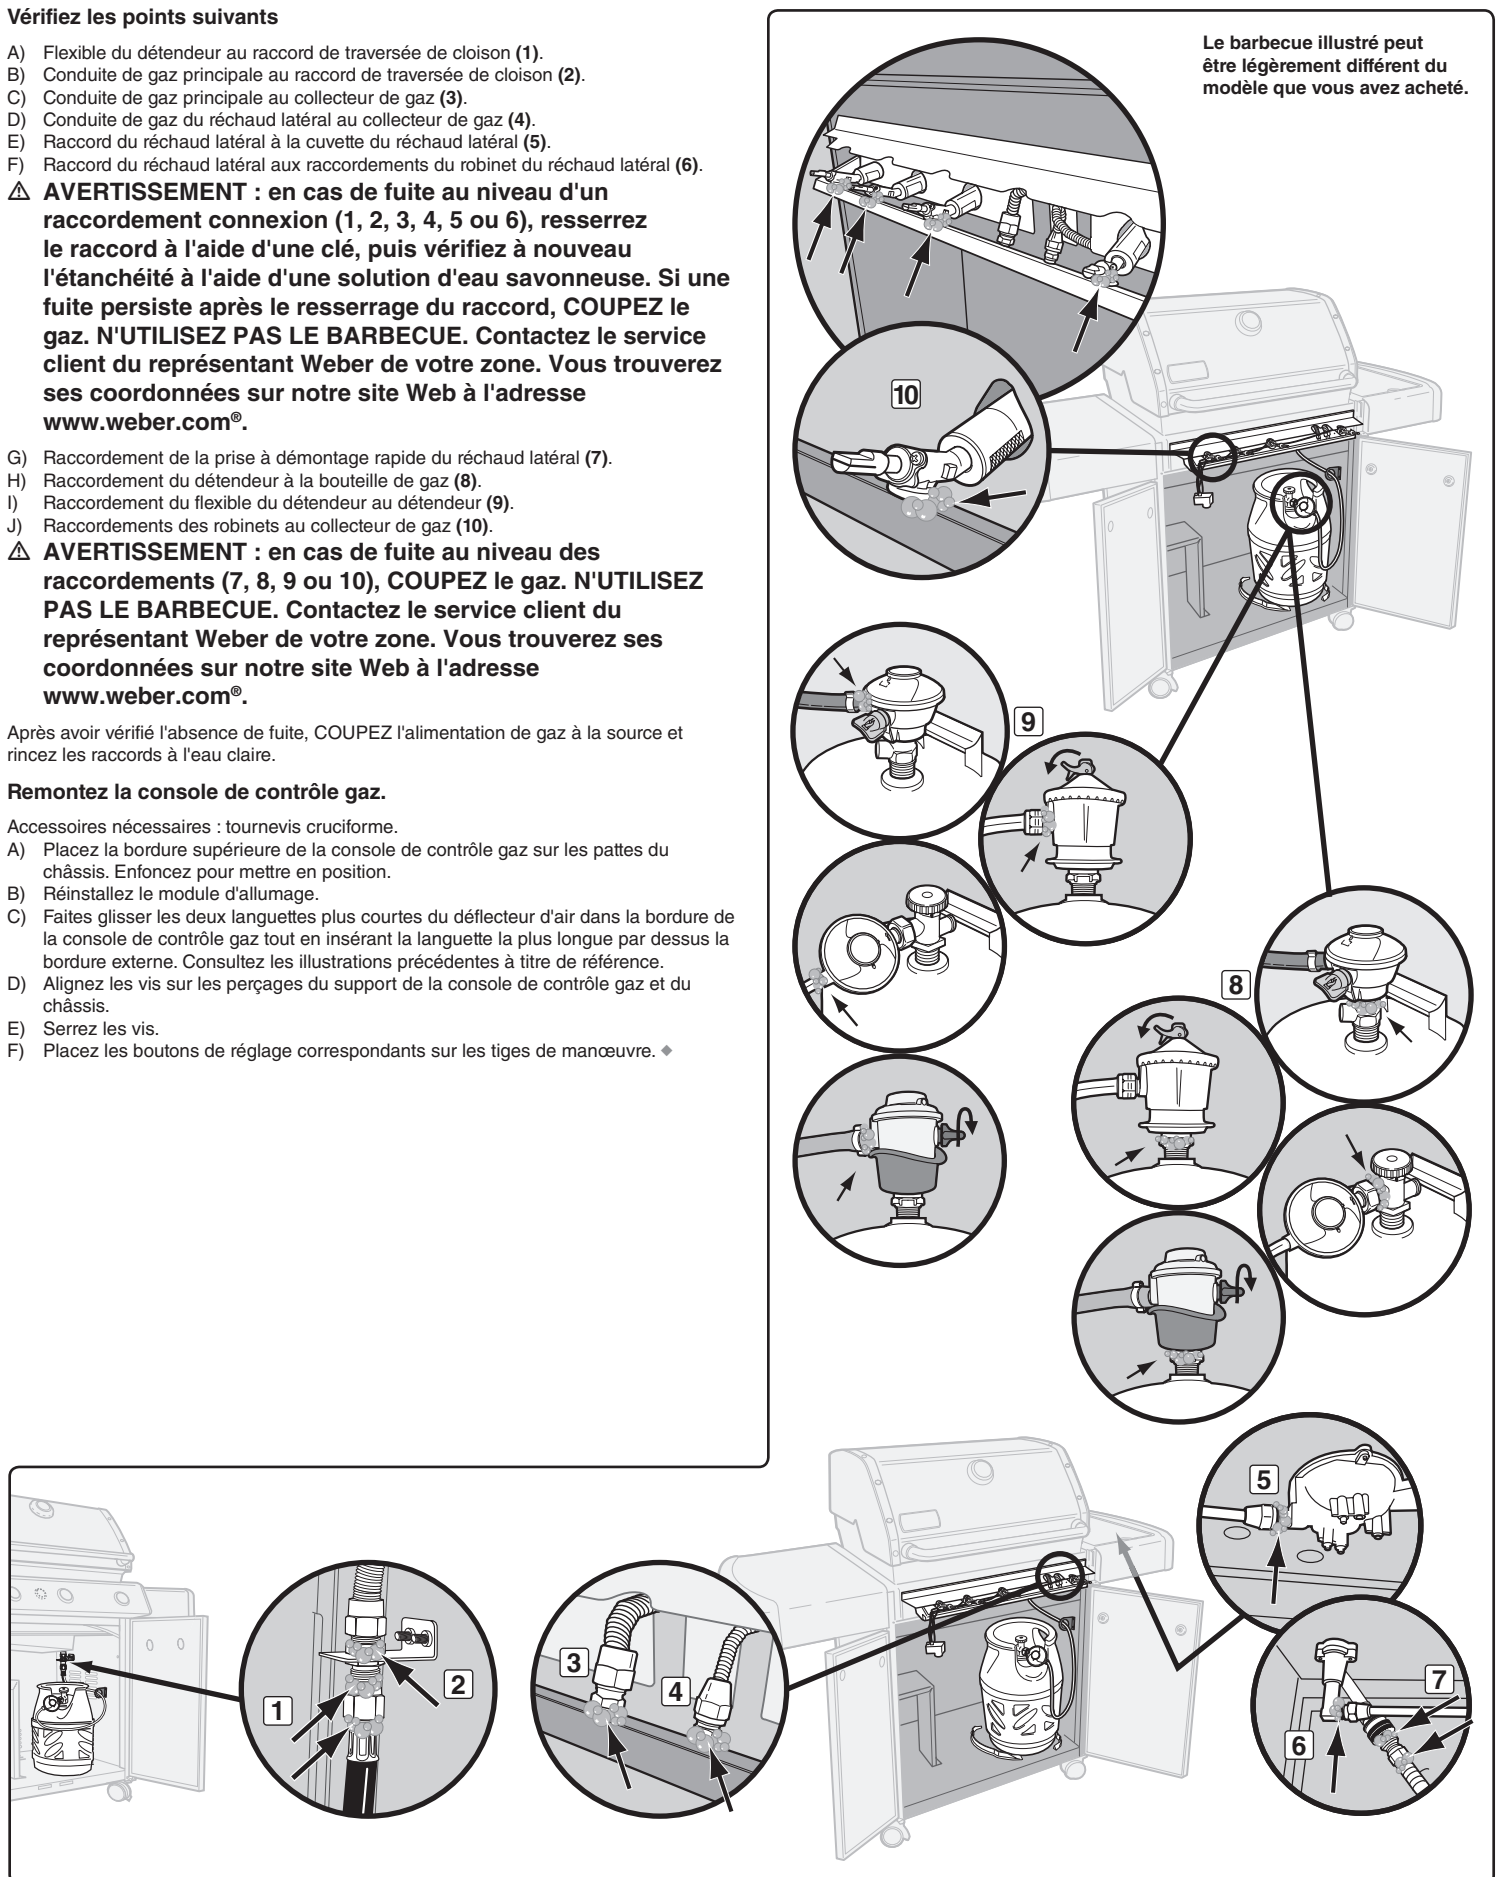 Vérifiez les points suivants
A) Flexible du détendeur au raccord de traversée de cloison (1).
B) Conduite de gaz principale au raccord de traversée de cloison (2).
C) Conduite de gaz principale au collecteur de gaz (3).
D) Conduite de gaz du réchaud latéral au collecteur de gaz (4).
E) Raccord du réchaud latéral à la cuvette du réchaud latéral (5).
F) Raccord du réchaud latéral aux raccordements du robinet du réchaud latéral (6).
⚠ AVERTISSEMENT : en cas de fuite au niveau d'un
raccordement connexion (1, 2, 3, 4, 5 ou 6), resserrez
le raccord à l'aide d'une clé, puis vérifiez à nouveau
l'étanchéité à l'aide d'une solution d'eau savonneuse. Si une
fuite persiste après le resserrage du raccord, COUPEZ le
gaz. N'UTILISEZ PAS LE BARBECUE. Contactez le service
client du représentant Weber de votre zone. Vous trouverez
ses coordonnées sur notre site Web à l'adresse
www.weber.com®.
G) Raccordement de la prise à démontage rapide du réchaud latéral (7).
H) Raccordement du détendeur à la bouteille de gaz (8).
I) Raccordement du flexible du détendeur au détendeur (9).
J) Raccordements des robinets au collecteur de gaz (10).
⚠ AVERTISSEMENT : en cas de fuite au niveau des
raccordements (7, 8, 9 ou 10), COUPEZ le gaz. N'UTILISEZ
PAS LE BARBECUE. Contactez le service client du
représentant Weber de votre zone. Vous trouverez ses
coordonnées sur notre site Web à l'adresse
www.weber.com®.
Après avoir vérifié l'absence de fuite, COUPEZ l'alimentation de gaz à la source et
rincez les raccords à l'eau claire.
Remontez la console de contrôle gaz.
Accessoires nécessaires : tournevis cruciforme.
A) Placez la bordure supérieure de la console de contrôle gaz sur les pattes du
châssis. Enfoncez pour mettre en position.
B) Réinstallez le module d'allumage.
C) Faites glisser les deux languettes plus courtes du déflecteur d'air dans la bordure de
la console de contrôle gaz tout en insérant la languette la plus longue par dessus la
bordure externe. Consultez les illustrations précédentes à titre de référence.
D) Alignez les vis sur les perçages du support de la console de contrôle gaz et du
châssis.
E) Serrez les vis.
F) Placez les boutons de réglage correspondants sur les tiges de manœuvre. ◆
Le barbecue illustré peut
être légèrement différent du
modèle que vous avez acheté.
10
9
8
5
7
6
3
4
2
1